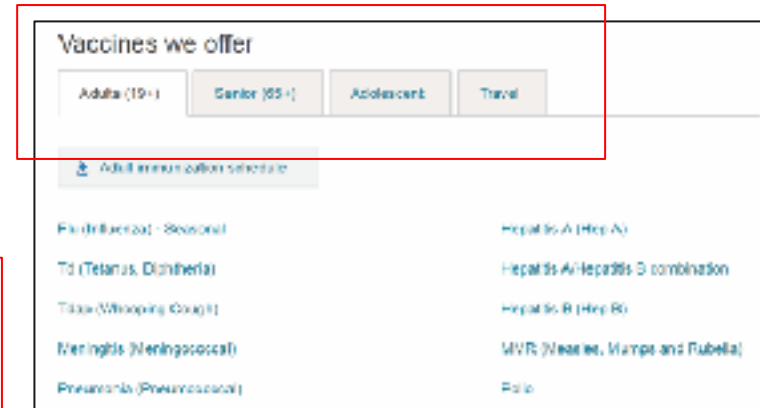 Vaccines we offer
Adults (19+) Senior (65+) Adolescent Travel
Adult immunization schedule
Flu (Influenza) - Seasonal Hepatitis A (Hep A)
Td (Tetanus, Diphtheria) Hepatitis A/Hepatitis B combination
Tdap (Whooping Cough) Hepatitis B (Hep B)
Meningitis (Meningococcal) MMR (Measles, Mumps and Rubella)
Pneumonia (Pneumococcal) Polio